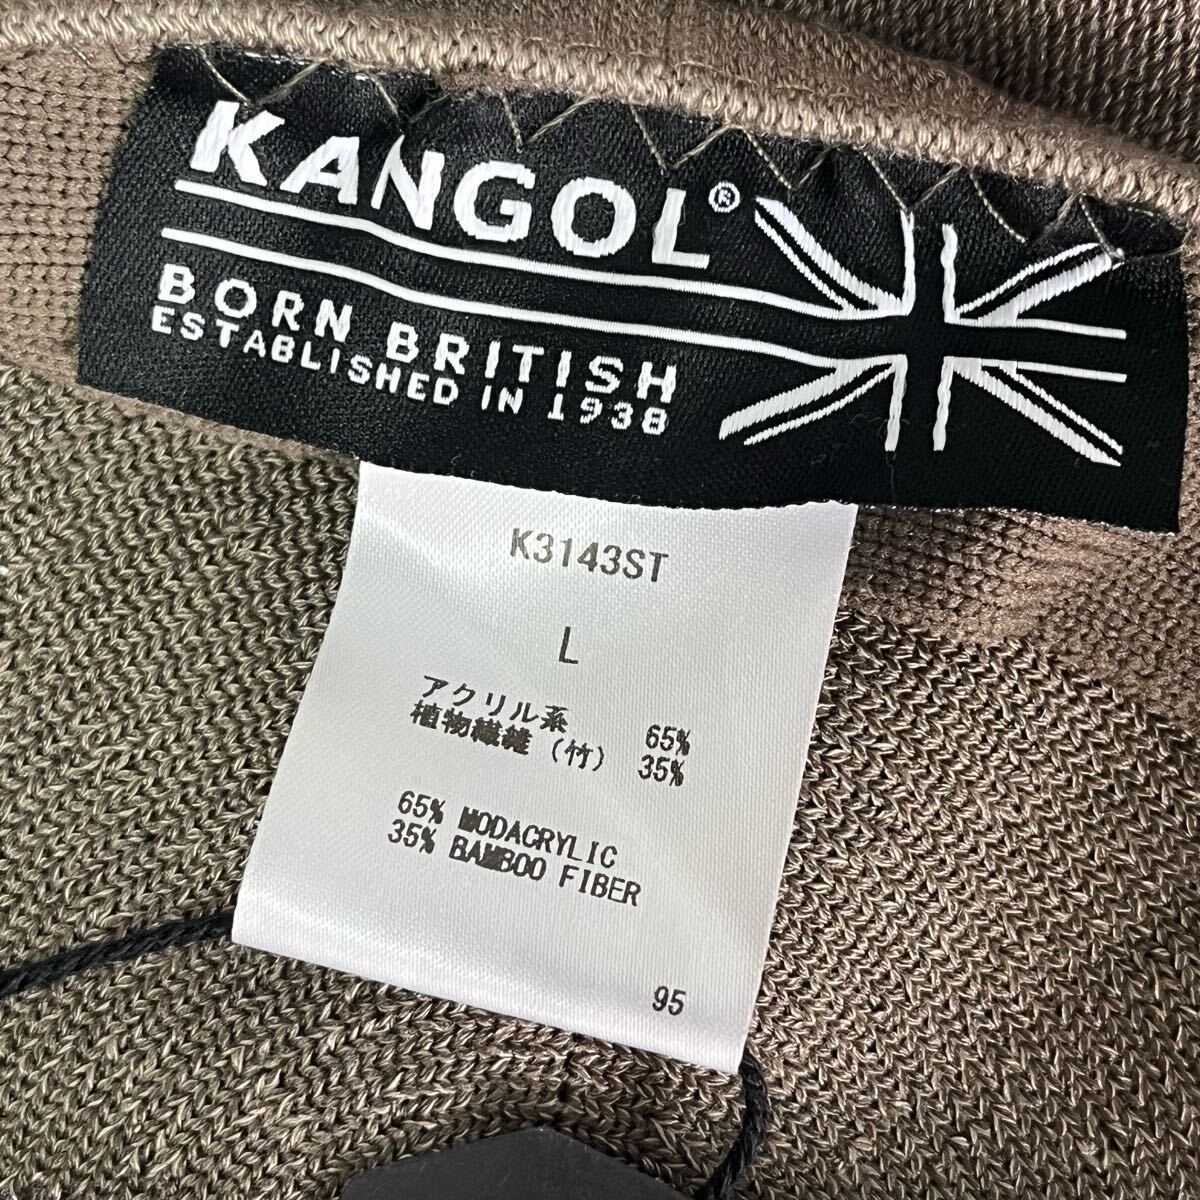 KANGOL®
BORN BRITISH
ESTABLISHED IN 1938
K3143ST
L
アクリル系 65%
植物繊維（竹） 35%
65% MODACRYLIC
35% BAMBOO FIBER
95